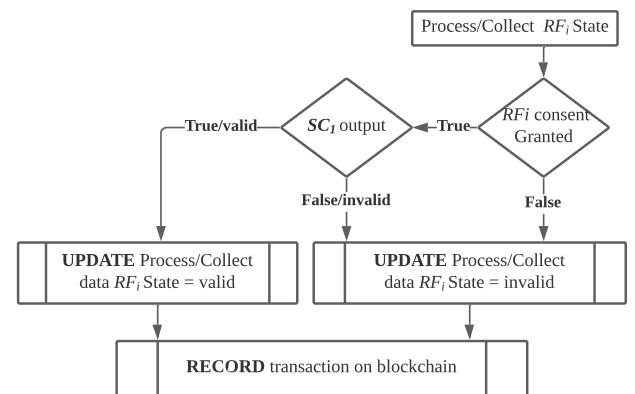 Process/Collect RFi State
RFi consent
Granted
True
SC1 output
True/valid
False/invalid
False
UPDATE Process/Collect
data RFi State = valid
UPDATE Process/Collect
data RFi State = invalid
RECORD transaction on blockchain